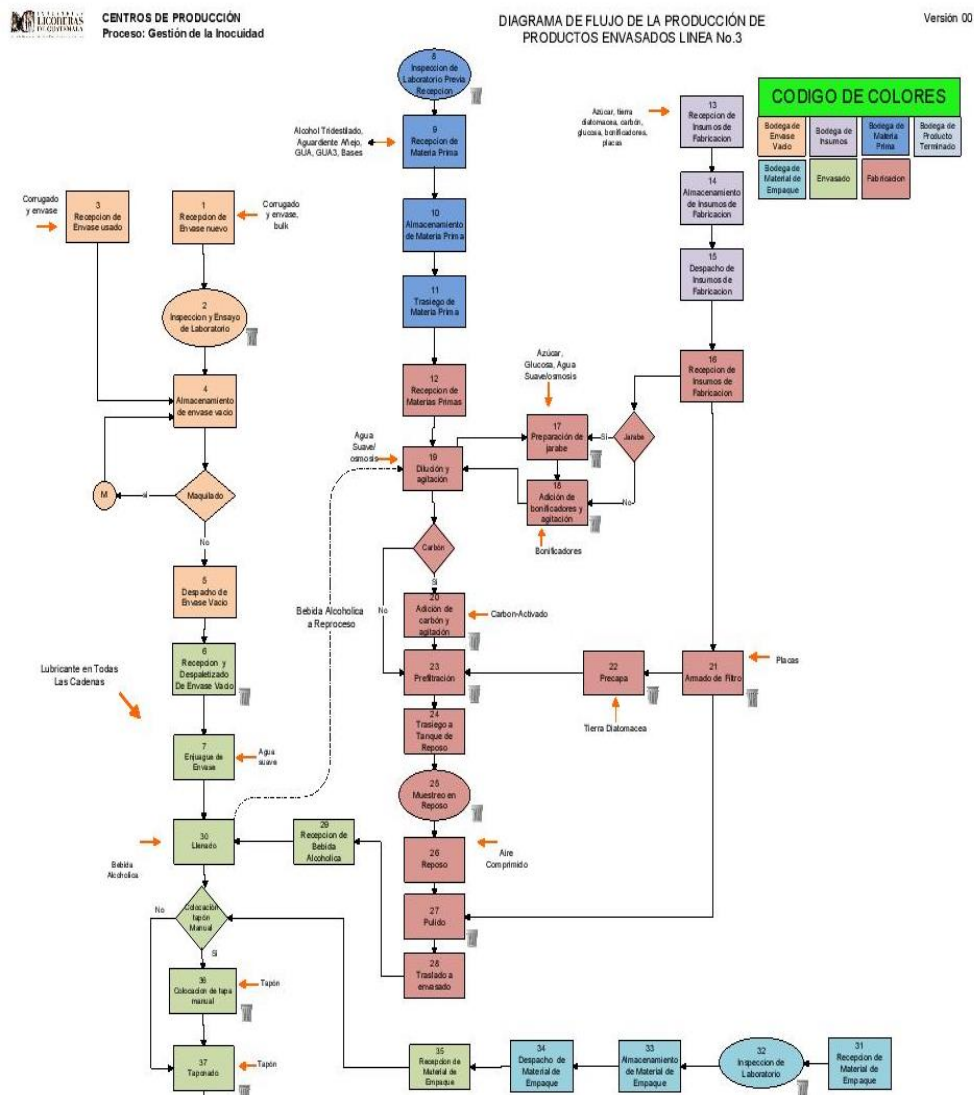 LICORERAS
DE GUATEMALA
CENTROS DE PRODUCCIÓN
Proceso: Gestión de la Inocuidad
DIAGRAMA DE FLUJO DE LA PRODUCCIÓN DE
PRODUCTOS ENVASADOS LINEA No.3
Versión 00
CODIGO DE COLORES
Bodega de
Envase
Vacio
Bodega de
Insumos
Bodega de
Materia
Prima
Bodega de
Producto
Terminado
Bodega de
Material de
Empaque
Envasado
Fabricacion
8
Inspeccion de
Laboratorio Previa
Recepcion
Alcohol Tridestilado,
Aguardiente Añejo,
GUA, GUA3, Bases
9
Recepcion de
Materia Prima
10
Almacenamiento
de Materia Prima
11
Trasiego de
Materia Prima
12
Recepcion de
Materias Primas
Azúcar, tierra
diatomacea, carbón,
glucosa, bonificadores,
placas
13
Recepcion de
Insumos de
Fabricacion
14
Almacenamiento
de Insumos de
Fabricacion
15
Despacho de
Insumos de
Fabricacion
16
Recepcion de
Insumos de
Fabricacion
Corrugado
y envase
3
Recepcion de
Envase usado
1
Recepcion de
Envase nuevo
Corrugado
y envase,
bulk
2
Inspeccion y Ensayo
de Laboratorio
4
Almacenamiento
de envase vacio
M
si
Maquilado
No
5
Despacho de
Envase Vacio
6
Recepcion y
Despaletizado
De Envase Vacio
Lubricante en Todas
Las Cadenas
7
Enjuague de
Envase
Agua
suave
Azúcar,
Glucosa, Agua
Suave/osmosis
17
Preparación de
jarabe
Si
Jarabe
No
18
Adición de
bonificadores y
agitación
Bonificadores
Agua
Suave/
osmosis
19
Dilución y
agitación
Carbón
Si
No
Bebida Alcoholica
a Reproceso
20
Adición de
carbón y
agitación
Carbon-Activado
23
Prefiltración
22
Precapa
Tierra Diatomacea
21
Armado de Filtro
Placas
24
Trasiego a
Tanque de
Reposo
25
Muestreo en
Reposo
26
Reposo
Aire
Comprimido
27
Pulido
28
Traslado a
envasado
29
Recepcion de
Bebida
Alcoholica
30
Llenado
Bebida
Alcoholica
Colocación
tapón
Manual
No
Si
36
Colocacion de tapa
manual
Tapón
37
Taponado
Tapón
35
Recepcion de
Material de
Empaque
34
Despacho de
Material de
Empaque
33
Almacenamiento
de Material de
Empaque
32
Inspeccion de
Laboratorio
31
Recepcion de
Material de
Empaque